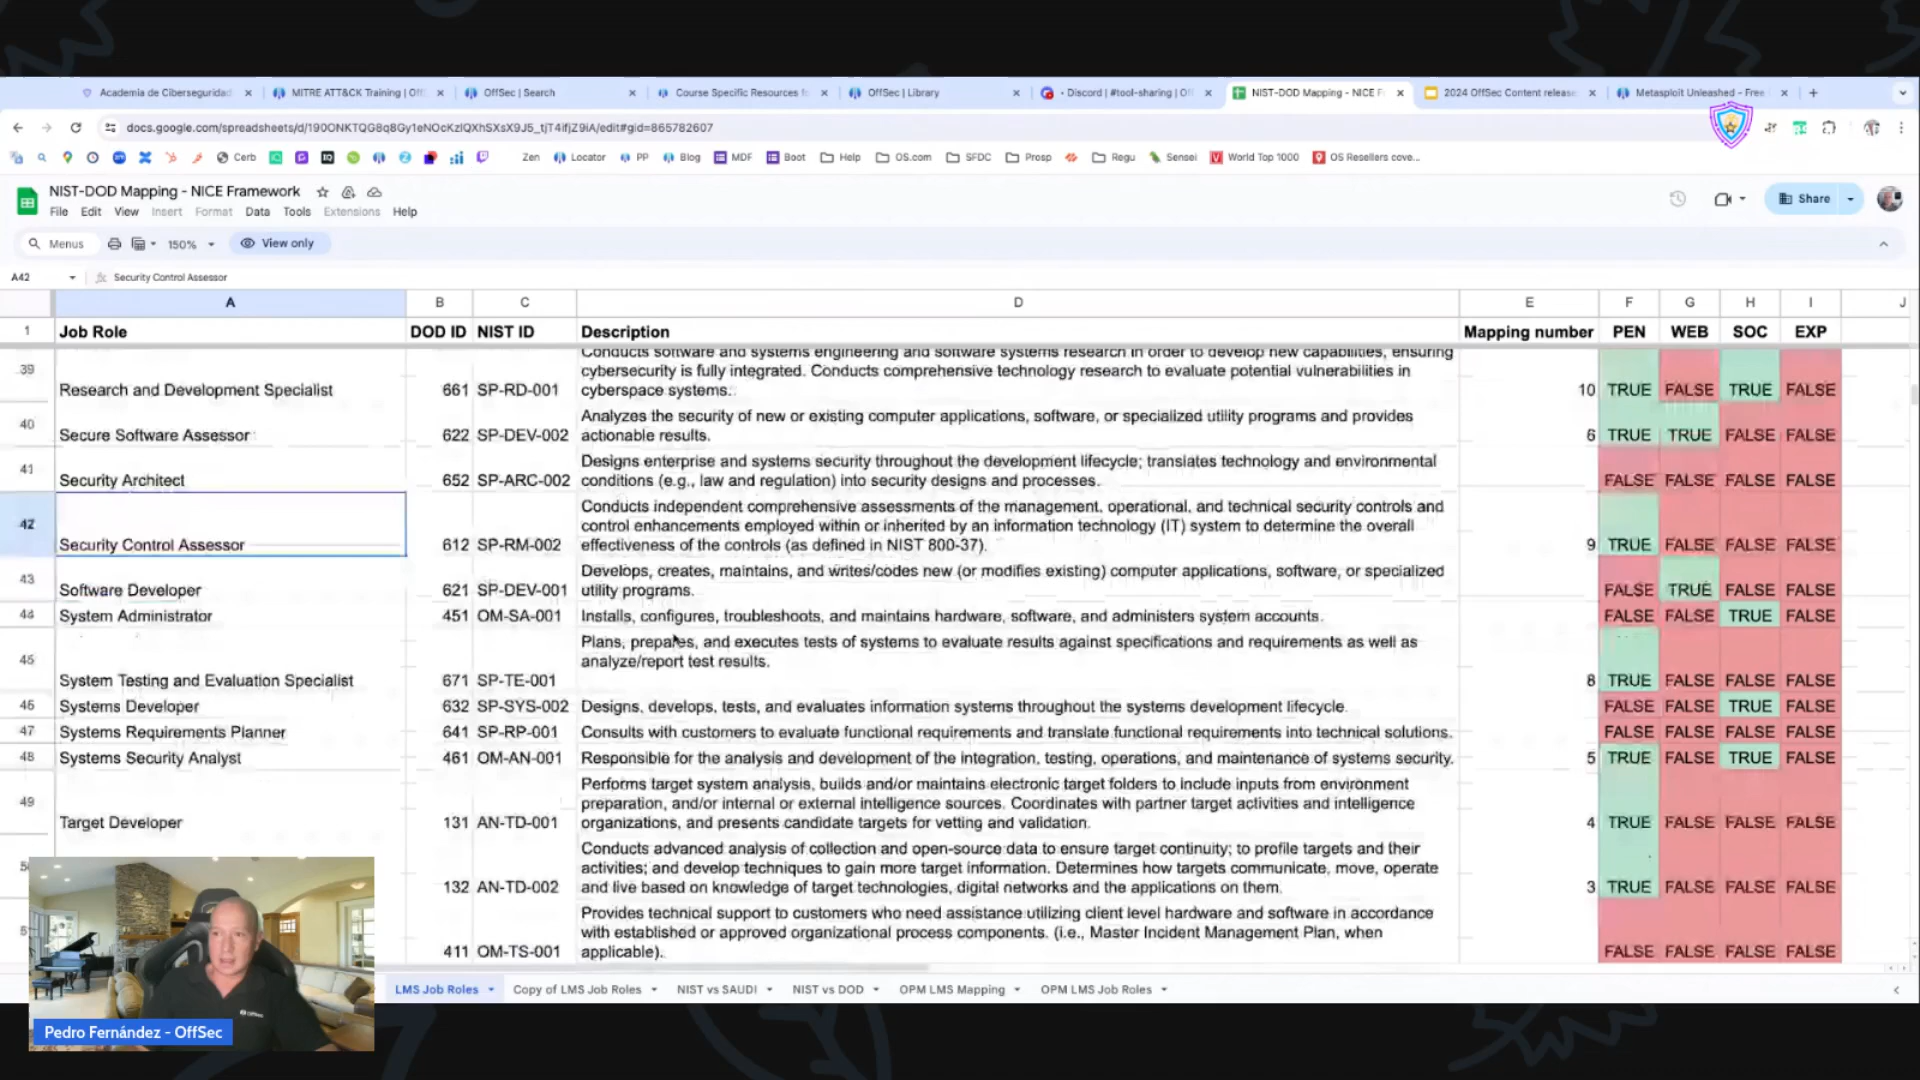 Academia de Ciberseguridad
MITRE ATT&CK Training | Off
OffSec | Search
Course Specific Resources fo
OffSec | Library
• Discord | #tool-sharing | Of
NIST-DOD Mapping - NICE F
2024 OffSec Content release
Metasploit Unleashed - Free
Cerb
Zen
Locator
PP
Blog
MDF
Boot
Help
OS.com
SFDC
Prosp
Regu
Sensei
World Top 1000
OS Resellers cove...
NIST-DOD Mapping - NICE Framework
File Edit View Insert Format Data Tools Extensions Help
Share
Menus
150%
View only
A42
Security Control Assessor
A B C D E F G H I J
1 Job Role DOD ID NIST ID Description Mapping number PEN WEB SOC EXP
Conducts software and systems engineering and software systems research in order to develop new capabilities, ensuring
39
cybersecurity is fully integrated. Conducts comprehensive technology research to evaluate potential vulnerabilities in
Research and Development Specialist 661 SP-RD-001 cyberspace systems. 10 TRUE FALSE TRUE FALSE
40 Analyzes the security of new or existing computer applications, software, or specialized utility programs and provides
Secure Software Assessor 622 SP-DEV-002 actionable results. 6 TRUE TRUE FALSE FALSE
41 Designs enterprise and systems security throughout the development lifecycle; translates technology and environmental
Security Architect 652 SP-ARC-002 conditions (e.g., law and regulation) into security designs and processes. FALSE FALSE FALSE FALSE
Conducts independent comprehensive assessments of the management, operational, and technical security controls and
42 control enhancements employed within or inherited by an information technology (IT) system to determine the overall
Security Control Assessor 612 SP-RM-002 effectiveness of the controls (as defined in NIST 800-37). 9 TRUE FALSE FALSE FALSE
43 Develops, creates, maintains, and writes/codes new (or modifies existing) computer applications, software, or specialized
Software Developer 621 SP-DEV-001 utility programs. FALSE TRUE FALSE FALSE
44 System Administrator 451 OM-SA-001 Installs, configures, troubleshoots, and maintains hardware, software, and administers system accounts. FALSE FALSE TRUE FALSE
Plans, prepares, and executes tests of systems to evaluate results against specifications and requirements as well as
45 analyze/report test results.
System Testing and Evaluation Specialist 671 SP-TE-001 8 TRUE FALSE FALSE FALSE
46 Systems Developer 632 SP-SYS-002 Designs, develops, tests, and evaluates information systems throughout the systems development lifecycle. FALSE FALSE TRUE FALSE
47 Systems Requirements Planner 641 SP-RP-001 Consults with customers to evaluate functional requirements and translate functional requirements into technical solutions. FALSE FALSE FALSE FALSE
48 Systems Security Analyst 461 OM-AN-001 Responsible for the analysis and development of the integration, testing, operations, and maintenance of systems security. 5 TRUE FALSE TRUE FALSE
Performs target system analysis, builds and/or maintains electronic target folders to include inputs from environment
49 preparation, and/or internal or external intelligence sources. Coordinates with partner target activities and intelligence
Target Developer 131 AN-TD-001 organizations, and presents candidate targets for vetting and validation. 4 TRUE FALSE FALSE FALSE
Conducts advanced analysis of collection and open-source data to ensure target continuity; to profile targets and their
activities; and develop techniques to gain more target information. Determines how targets communicate, move, operate
132 AN-TD-002 and live based on knowledge of target technologies, digital networks and the applications on them. 3 TRUE FALSE FALSE FALSE
Provides technical support to customers who need assistance utilizing client level hardware and software in accordance
with established or approved organizational process components. (i.e., Master Incident Management Plan, when
411 OM-TS-001 applicable). FALSE FALSE FALSE FALSE
LMS Job Roles Copy of LMS Job Roles NIST vs SAUDI NIST vs DOD OPM LMS Mapping OPM LMS Job Roles
Pedro Fernández - OffSec